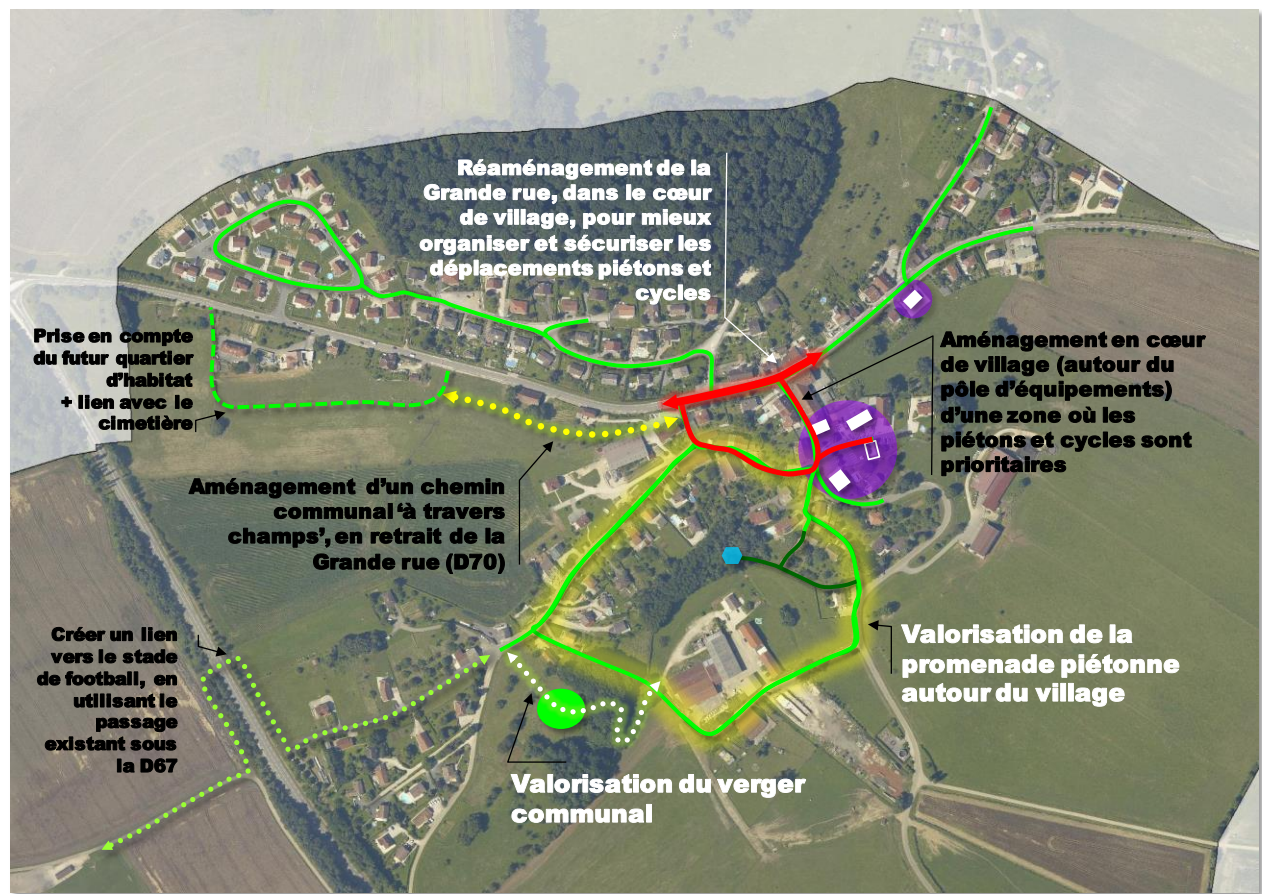 Réaménagement de la
Grande rue, dans le cœur
de village, pour mieux
organiser et sécuriser les
déplacements piétons et
cycles
Prise en compte
du futur quartier
d'habitat
+ lien avec le
cimetière
Aménagement en cœur
de village (autour du
pôle d'équipements)
d'une zone où les
piétons et cycles sont
prioritaires
Aménagement d'un chemin
communal 'à travers
champs', en retrait de la
Grande rue (D70)
Créer un lien
vers le stade
de football, en
utilisant le
passage
existant sous
la D67
Valorisation de la
promenade piétonne
autour du village
Valorisation du verger
communal